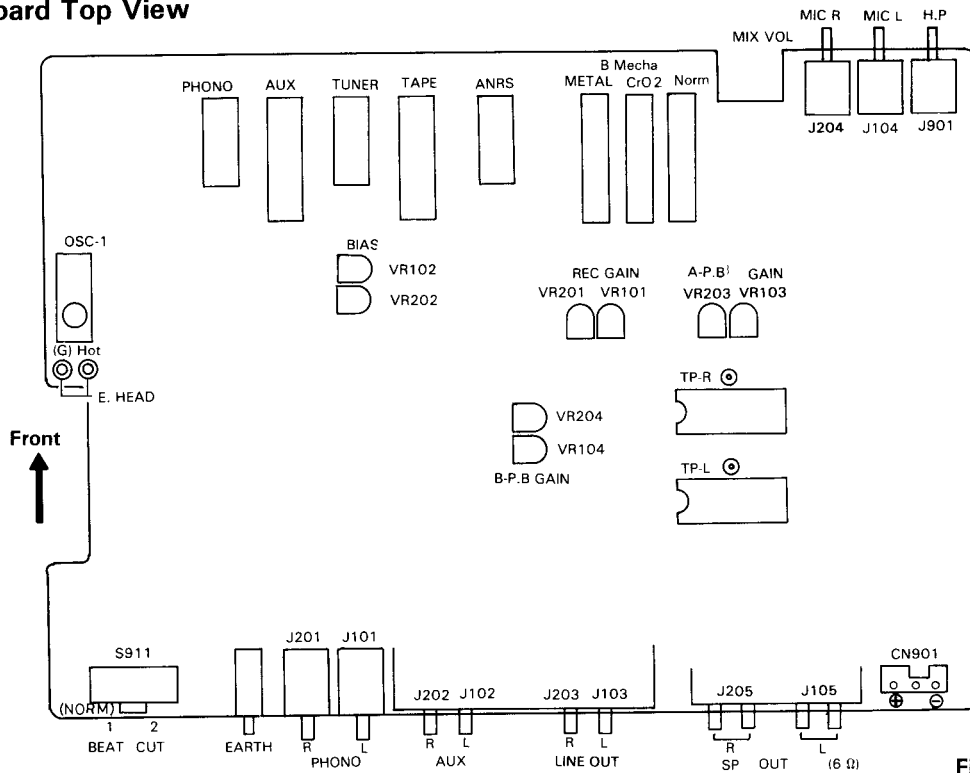 oard Top View
MIC R MIC L H.P
MIX VOL
B Mecha
PHONO AUX TUNER TAPE ANRS METAL CrO2 Norm
J204 J104 J901
OSC-1
BIAS
VR102
VR202
REC GAIN A-P.B GAIN
VR201 VR101 VR203 VR103
(G) Hot
E. HEAD
TP-R
VR204
VR104
B-P.B GAIN
TP-L
Front
S911
J201 J101
CN901
J202 J102 J203 J103 J205 J105
(NORM)
1 2
BEAT CUT
EARTH
R L
PHONO
R L
AUX
R L
LINE OUT
R L
SP OUT (6 Ω)
⊕ ⊖